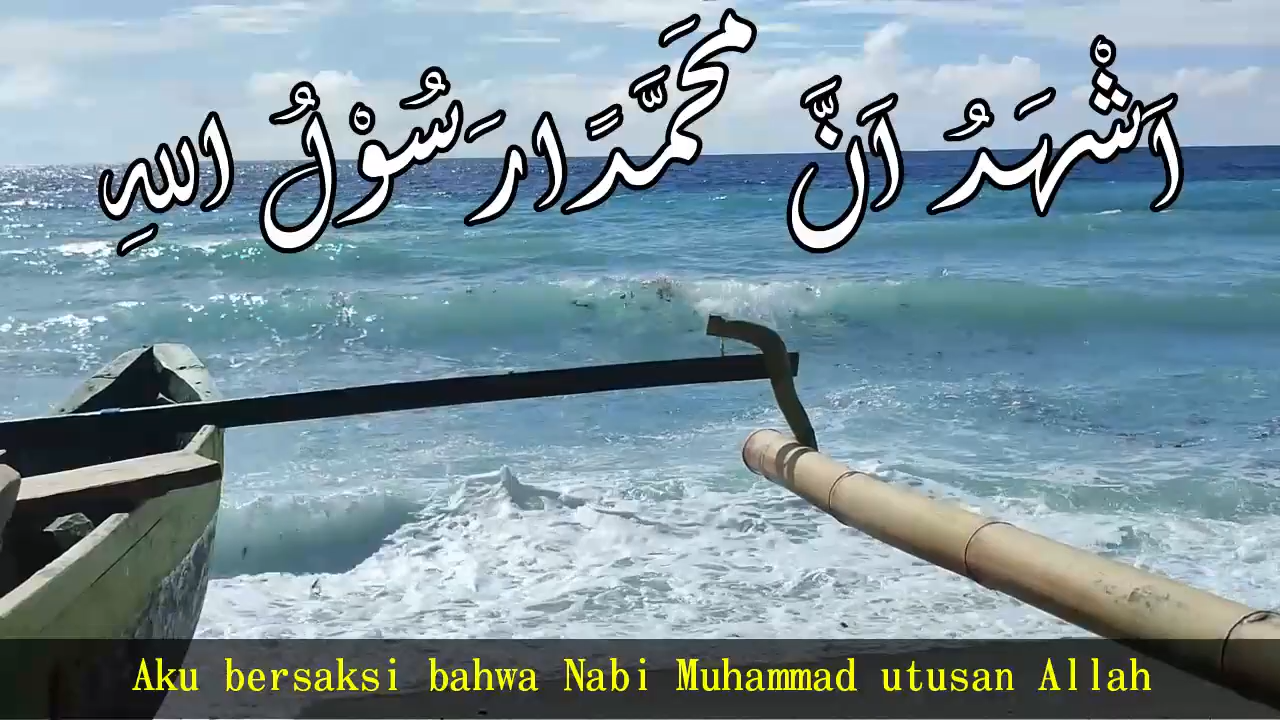 اَشْهَدُ اَنَّ مُحَمَّدًا رَسُوْلُ اللهِ
Aku bersaksi bahwa Nabi Muhammad utusan Allah